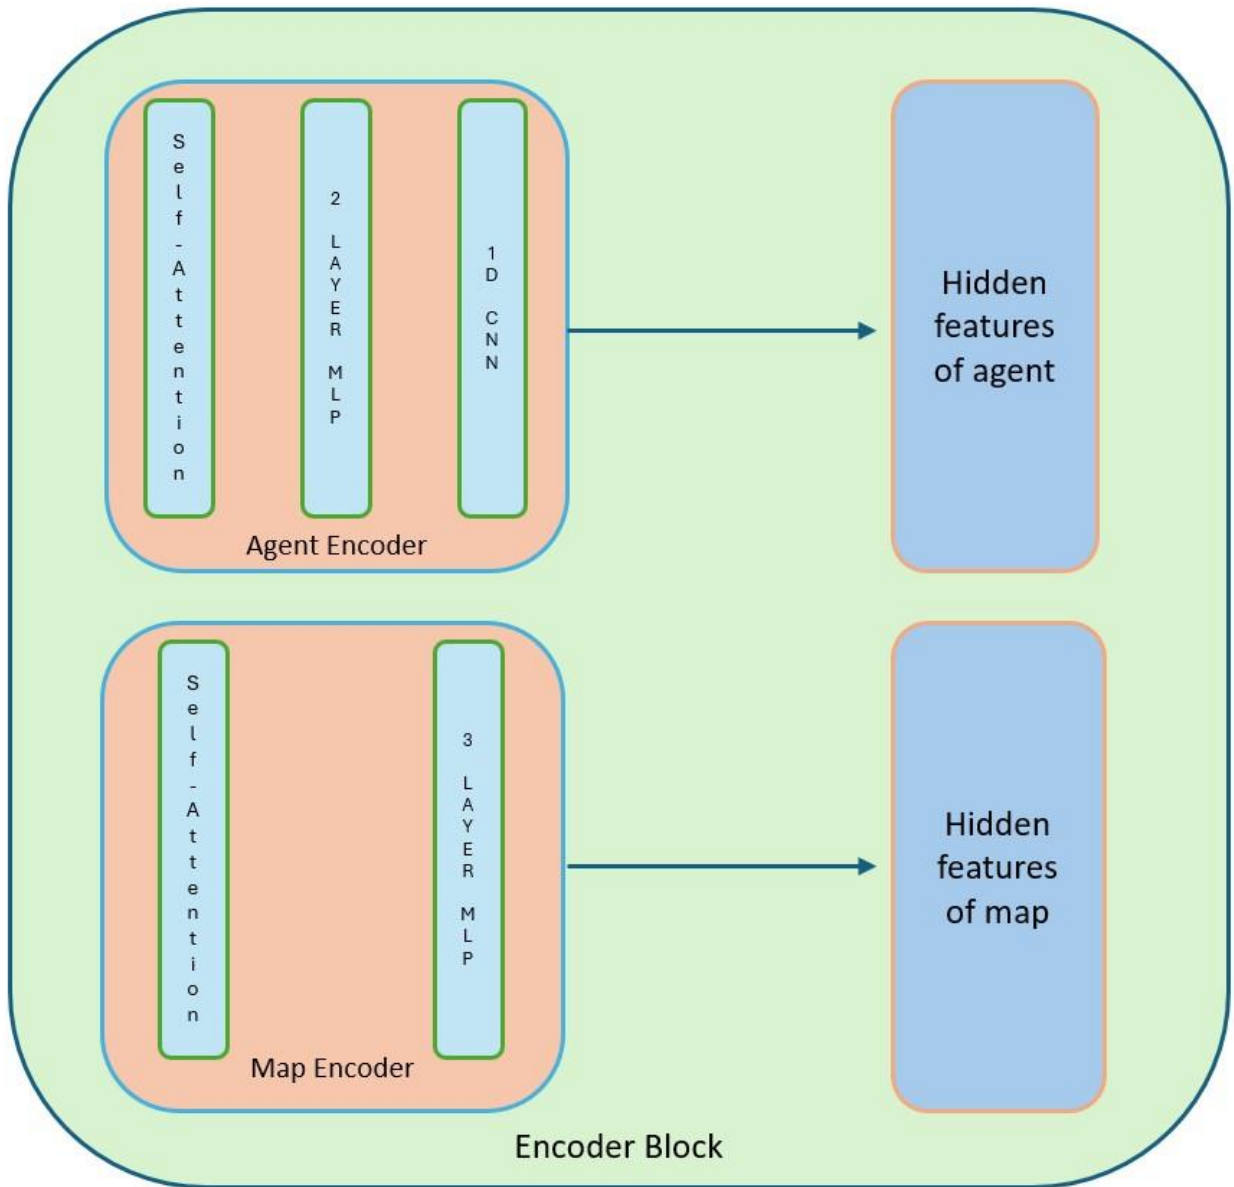 Self-Attention
2 LAYER MLP
1D CNN
Agent Encoder
Hidden
features
of agent
Self-Attention
3 LAYER MLP
Map Encoder
Hidden
features
of map
Encoder Block